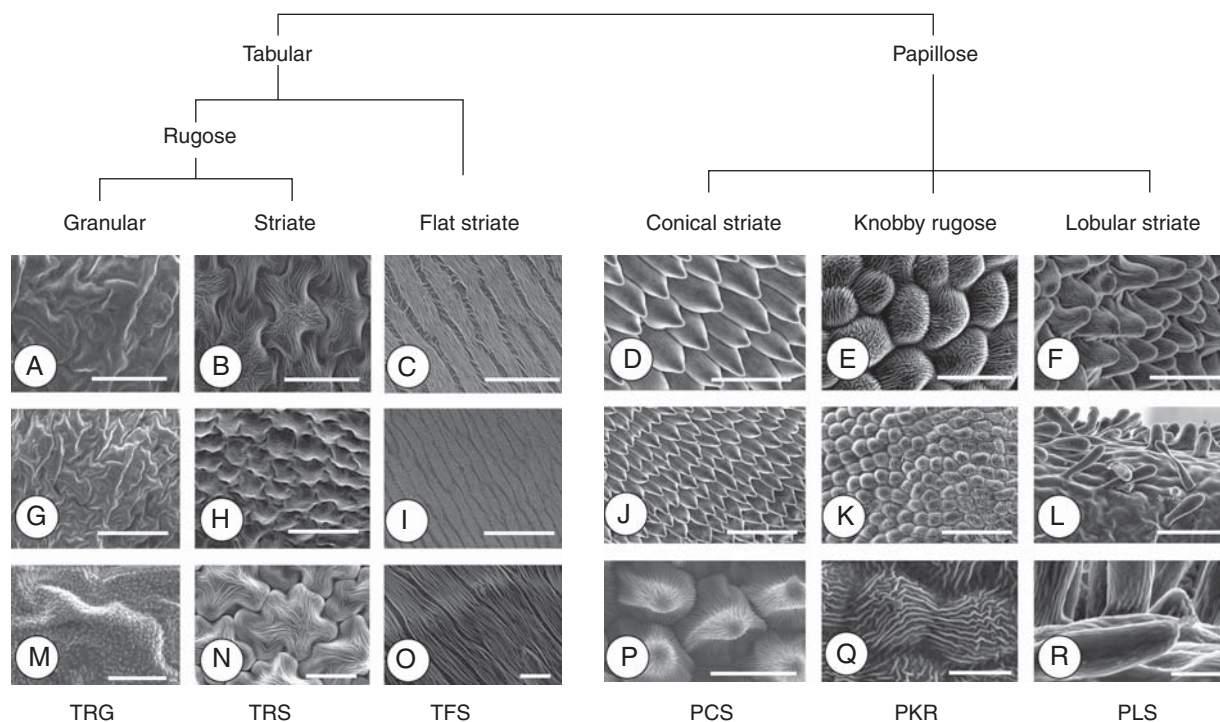 Tabular Papillose
Rugose
Granular Striate Flat striate Conical striate Knobby rugose Lobular striate
A B C D E F
G H I J K L
M N O P Q R
TRG TRS TFS PCS PKR PLS